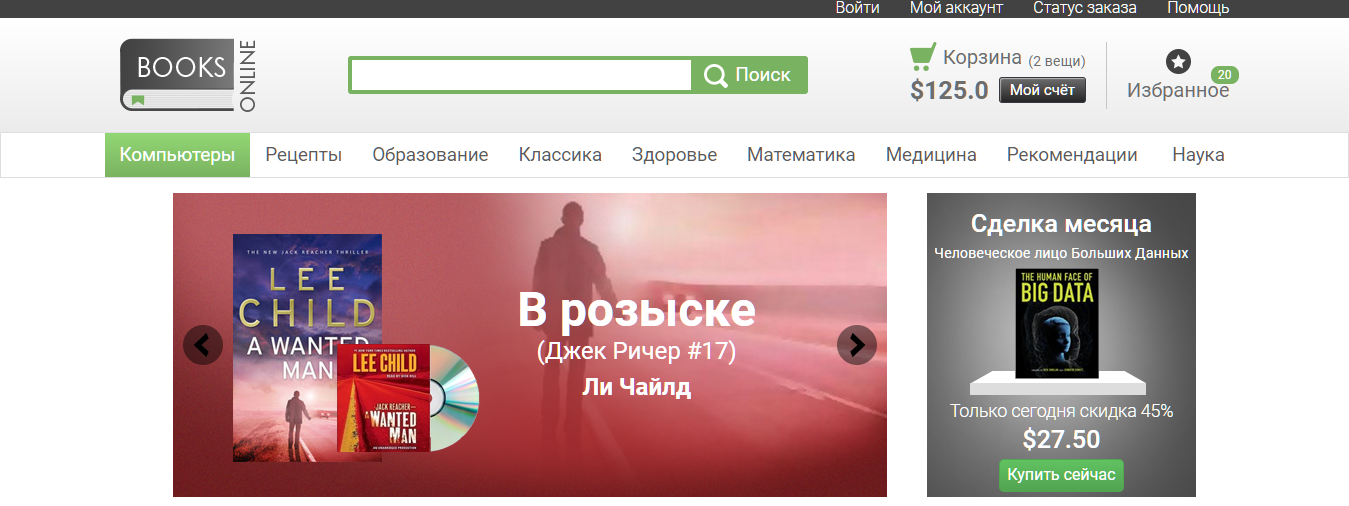 Войти Мой аккаунт Статус заказа Помощь
BOOKS
ONLINE
Поиск
Корзина (2 вещи)
$125.0 Мой счёт
20
Избранное
Компьютеры Рецепты Образование Классика Здоровье Математика Медицина Рекомендации Наука
THE NEW JACK REACHER THRILLER
LEE
CHILD
A WANTED
MAN
LEE CHILD
JACK REACHER
A WANTED
MAN
В розыске
(Джек Ричер #17)
Ли Чайлд
Сделка месяца
Человеческое лицо Больших Данных
THE HUMAN FACE OF
BIG DATA
Только сегодня скидка 45%
$27.50
Купить сейчас